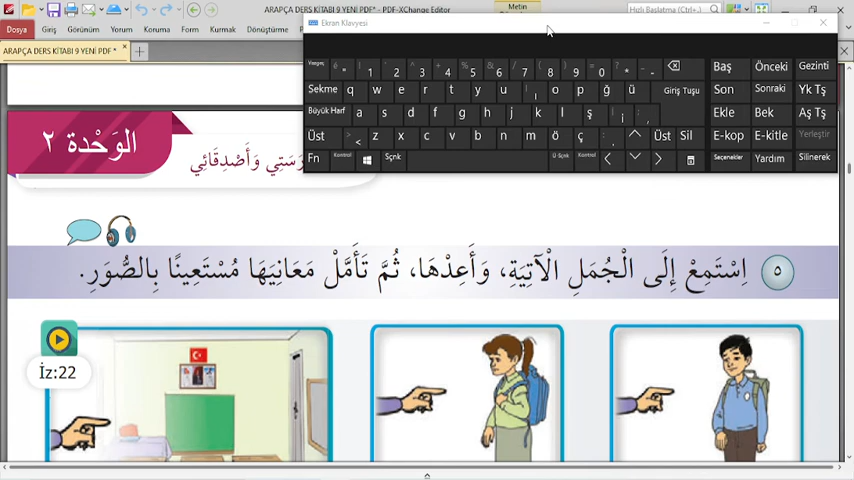 ARAPÇA DERS KİTABI 9 YENİ PDF* - PDF-XChange Editor
Metin
Hızlı Başlatma (Ctrl+.)
Dosya Giriş Görünüm Yorum Koruma Form Kurmak Dönüştürme
Ekran Klavyesi
ARAPÇA DERS KİTABI 9 YENİ PDF *
é " ! 1 ' 2 ^ 3 + 4 % 5 & 6 / 7 ( 8 ) 9 = 0 ? * _ -
Baş Önceki Gezinti
Sekme q w e r t y u ı o p ğ ü Giriş Tuşu
Son Sonraki Yk Tş
Büyük Harf a s d f g h j k l ş i
Ekle Bek Aş Tş
Üst > < z x c v b n m ö ç : . Üst Sil
E-kop E-kitle Yerleştir
Fn Kontrol Sçnk Ü Sçnk Kontrol
Seçenekler Yardım Silinerek
الوَحْدة ٢
رَسَتِي وَأَصْدِقَائِي
٥ اِسْتَمِعْ إِلَى الْجُمَلِ الْآتِيَةِ، وَأَعِدْهَا، ثُمَّ تَأَمَّلْ مَعَانِيَهَا مُسْتَعِينًا بِالصُّوَرِ.
İz:22